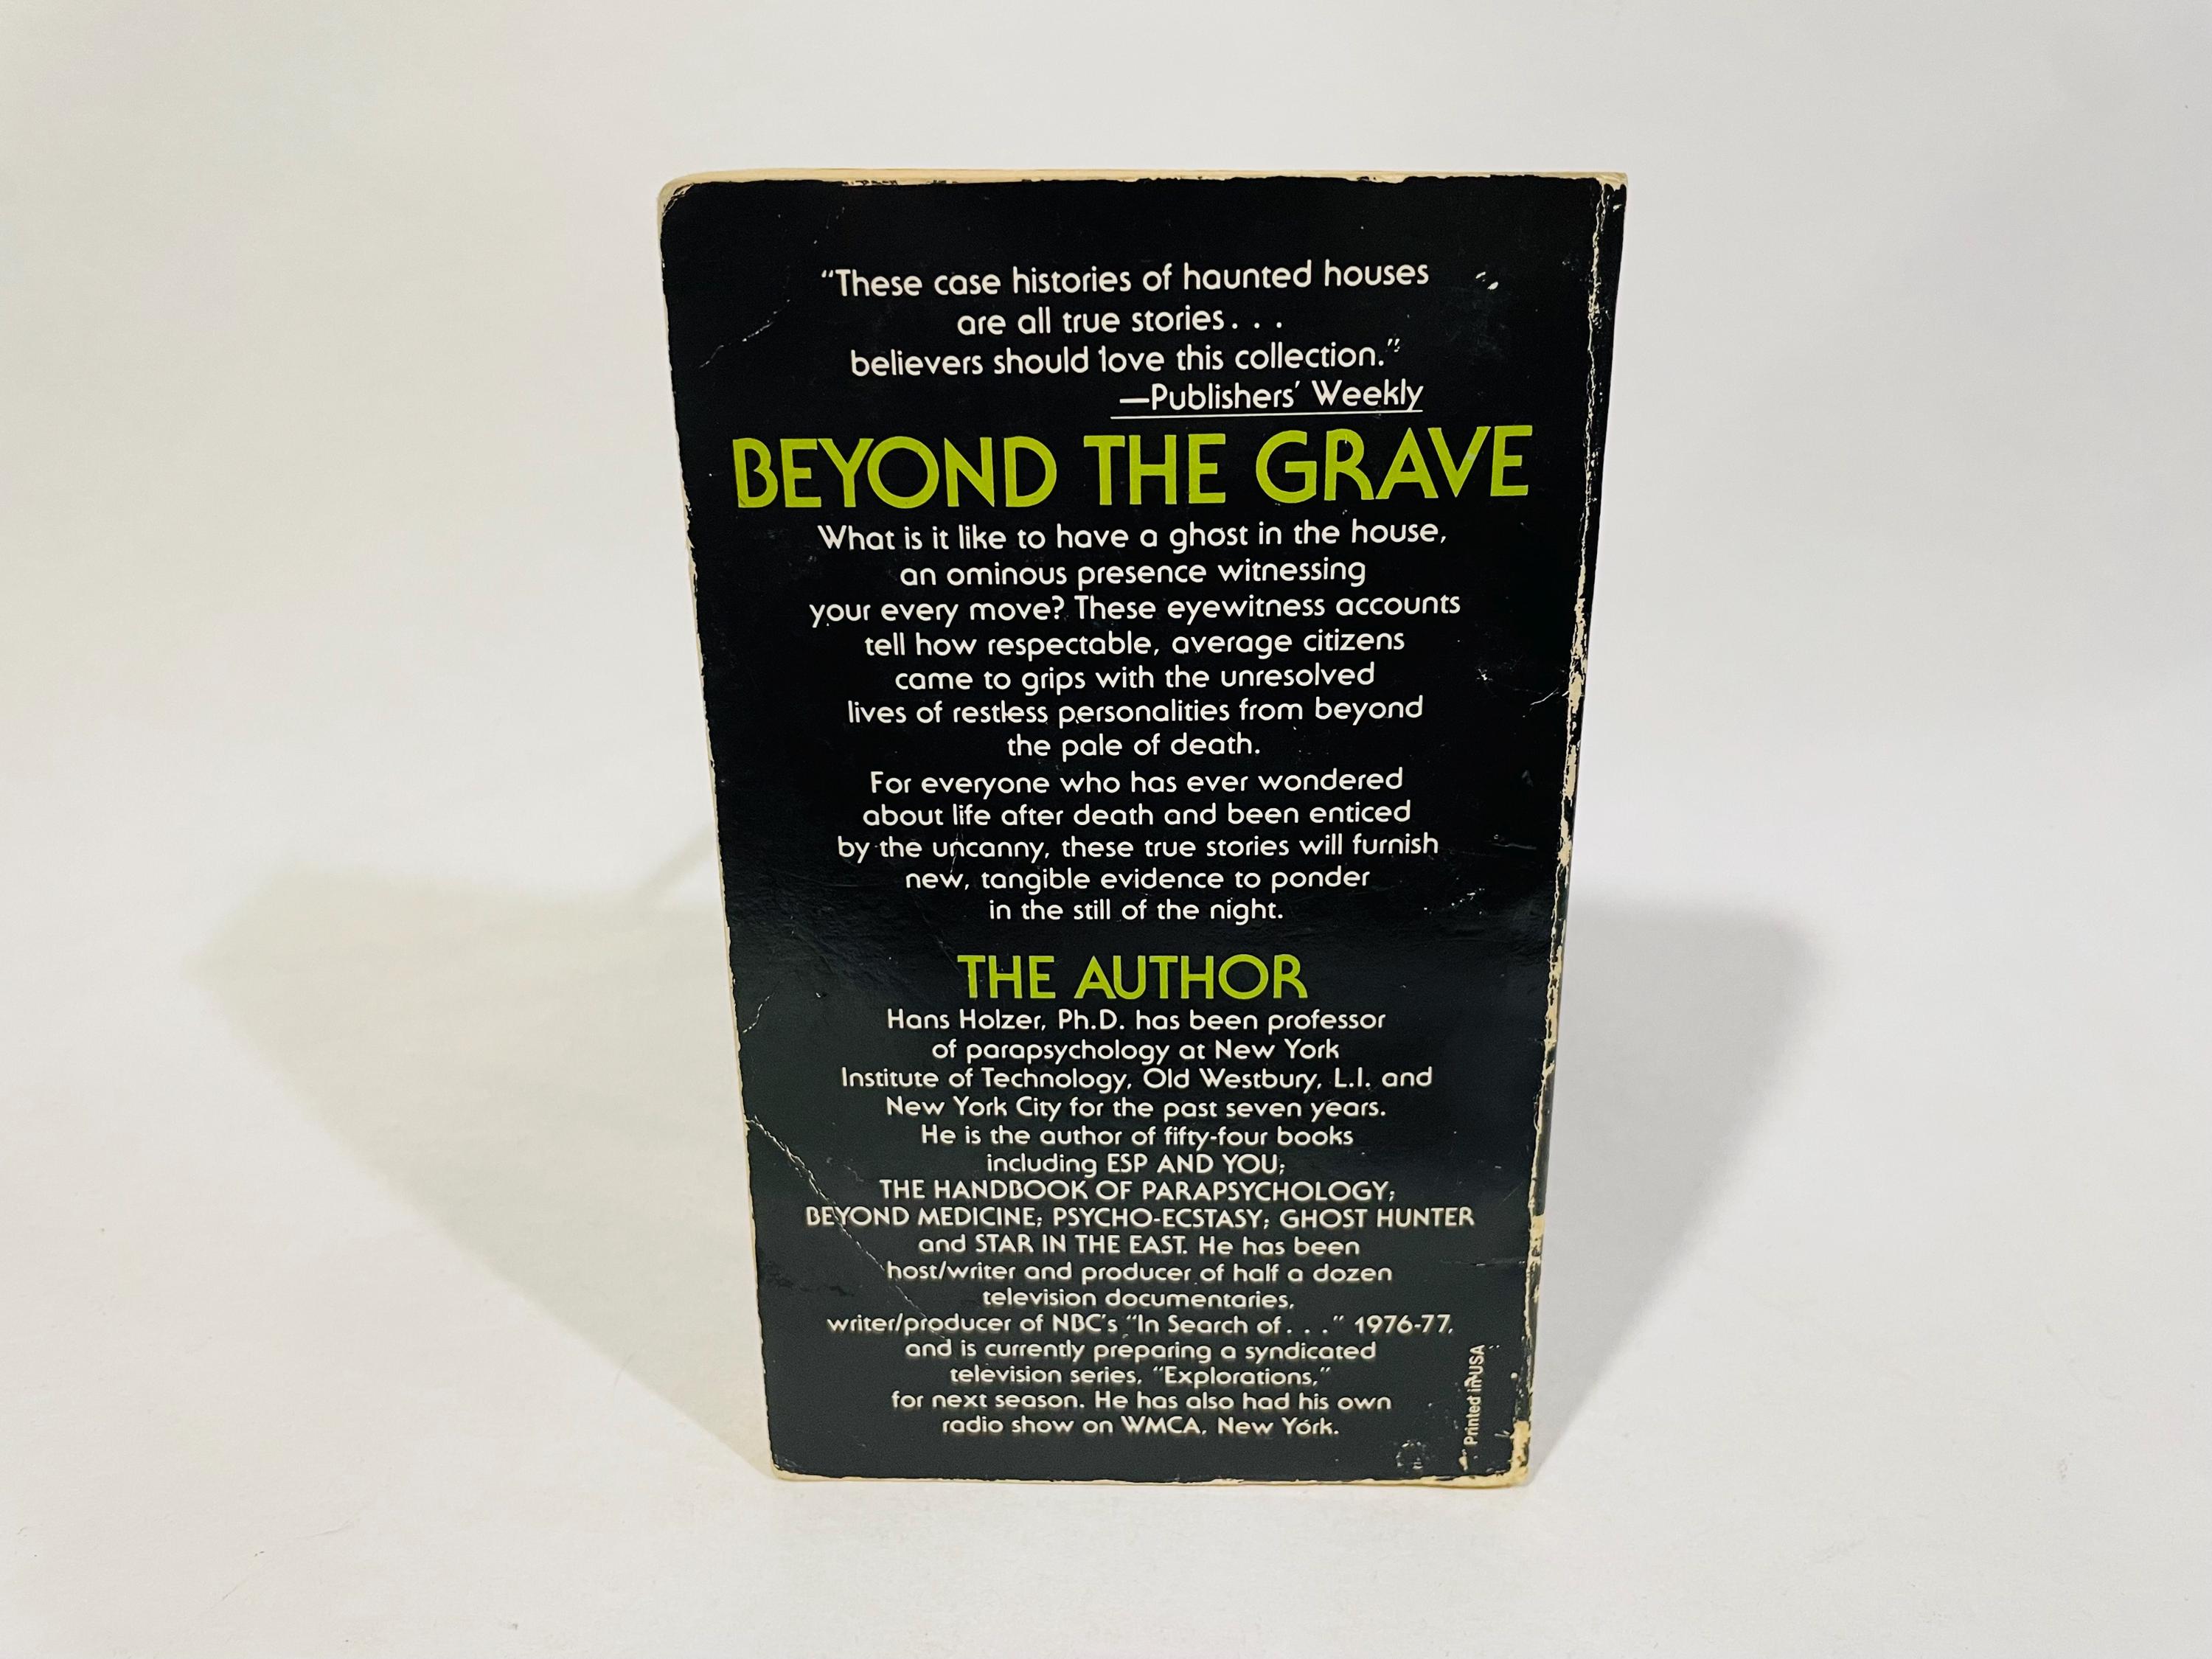 “These case histories of haunted houses
are all true stories. . .
believers should love this collection.”
—Publishers’ Weekly
BEYOND THE GRAVE
What is it like to have a ghost in the house,
an ominous presence witnessing
your every move? These eyewitness accounts
tell how respectable, average citizens
came to grips with the unresolved
lives of restless personalities from beyond
the pale of death.
For everyone who has ever wondered
about life after death and been enticed
by the uncanny, these true stories will furnish
new, tangible evidence to ponder
in the still of the night.
THE AUTHOR
Hans Holzer, Ph.D. has been professor
of parapsychology at New York
Institute of Technology, Old Westbury, L.I. and
New York City for the past seven years.
He is the author of fifty-four books
including ESP AND YOU;
THE HANDBOOK OF PARAPSYCHOLOGY;
BEYOND MEDICINE; PSYCHO-ECSTASY; GHOST HUNTER
and STAR IN THE EAST. He has been
host/writer and producer of half a dozen
television documentaries,
writer/producer of NBC’s “In Search of. . .” 1976-77,
and is currently preparing a syndicated
television series, “Explorations,”
for next season. He has also had his own
radio show on WMCA, New York.
Printed in USA